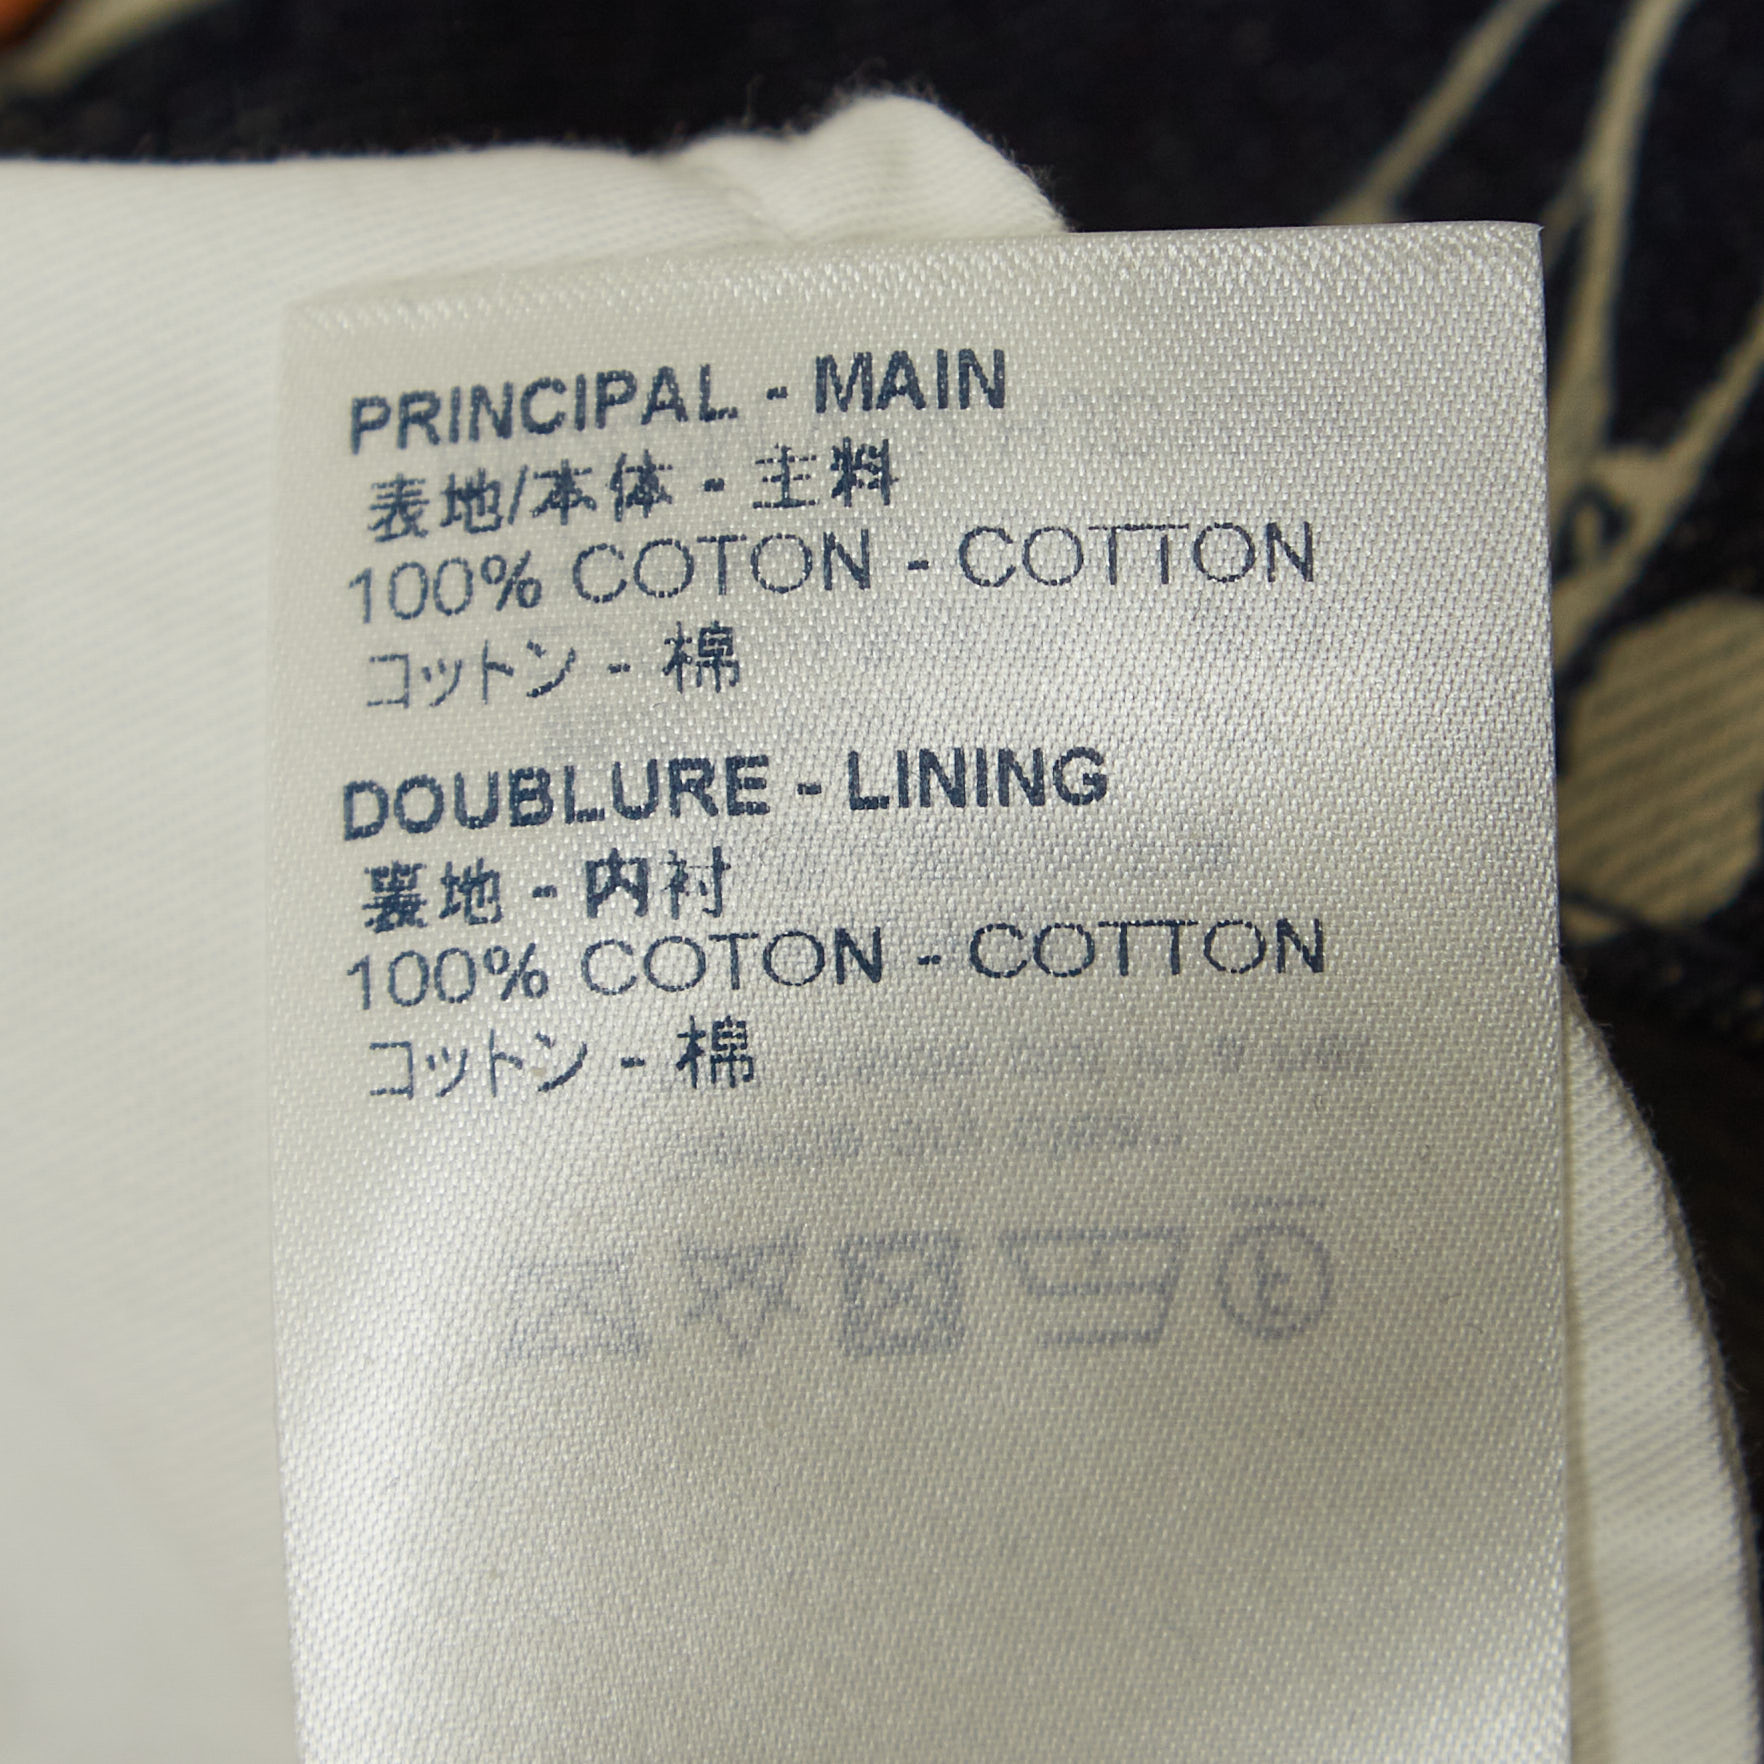 PRINCIPAL - MAIN
表地/本体 - 主料
100% COTON - COTTON
コットン - 棉
DOUBLURE - LINING
裏地 - 内衬
100% COTON - COTTON
コットン - 棉